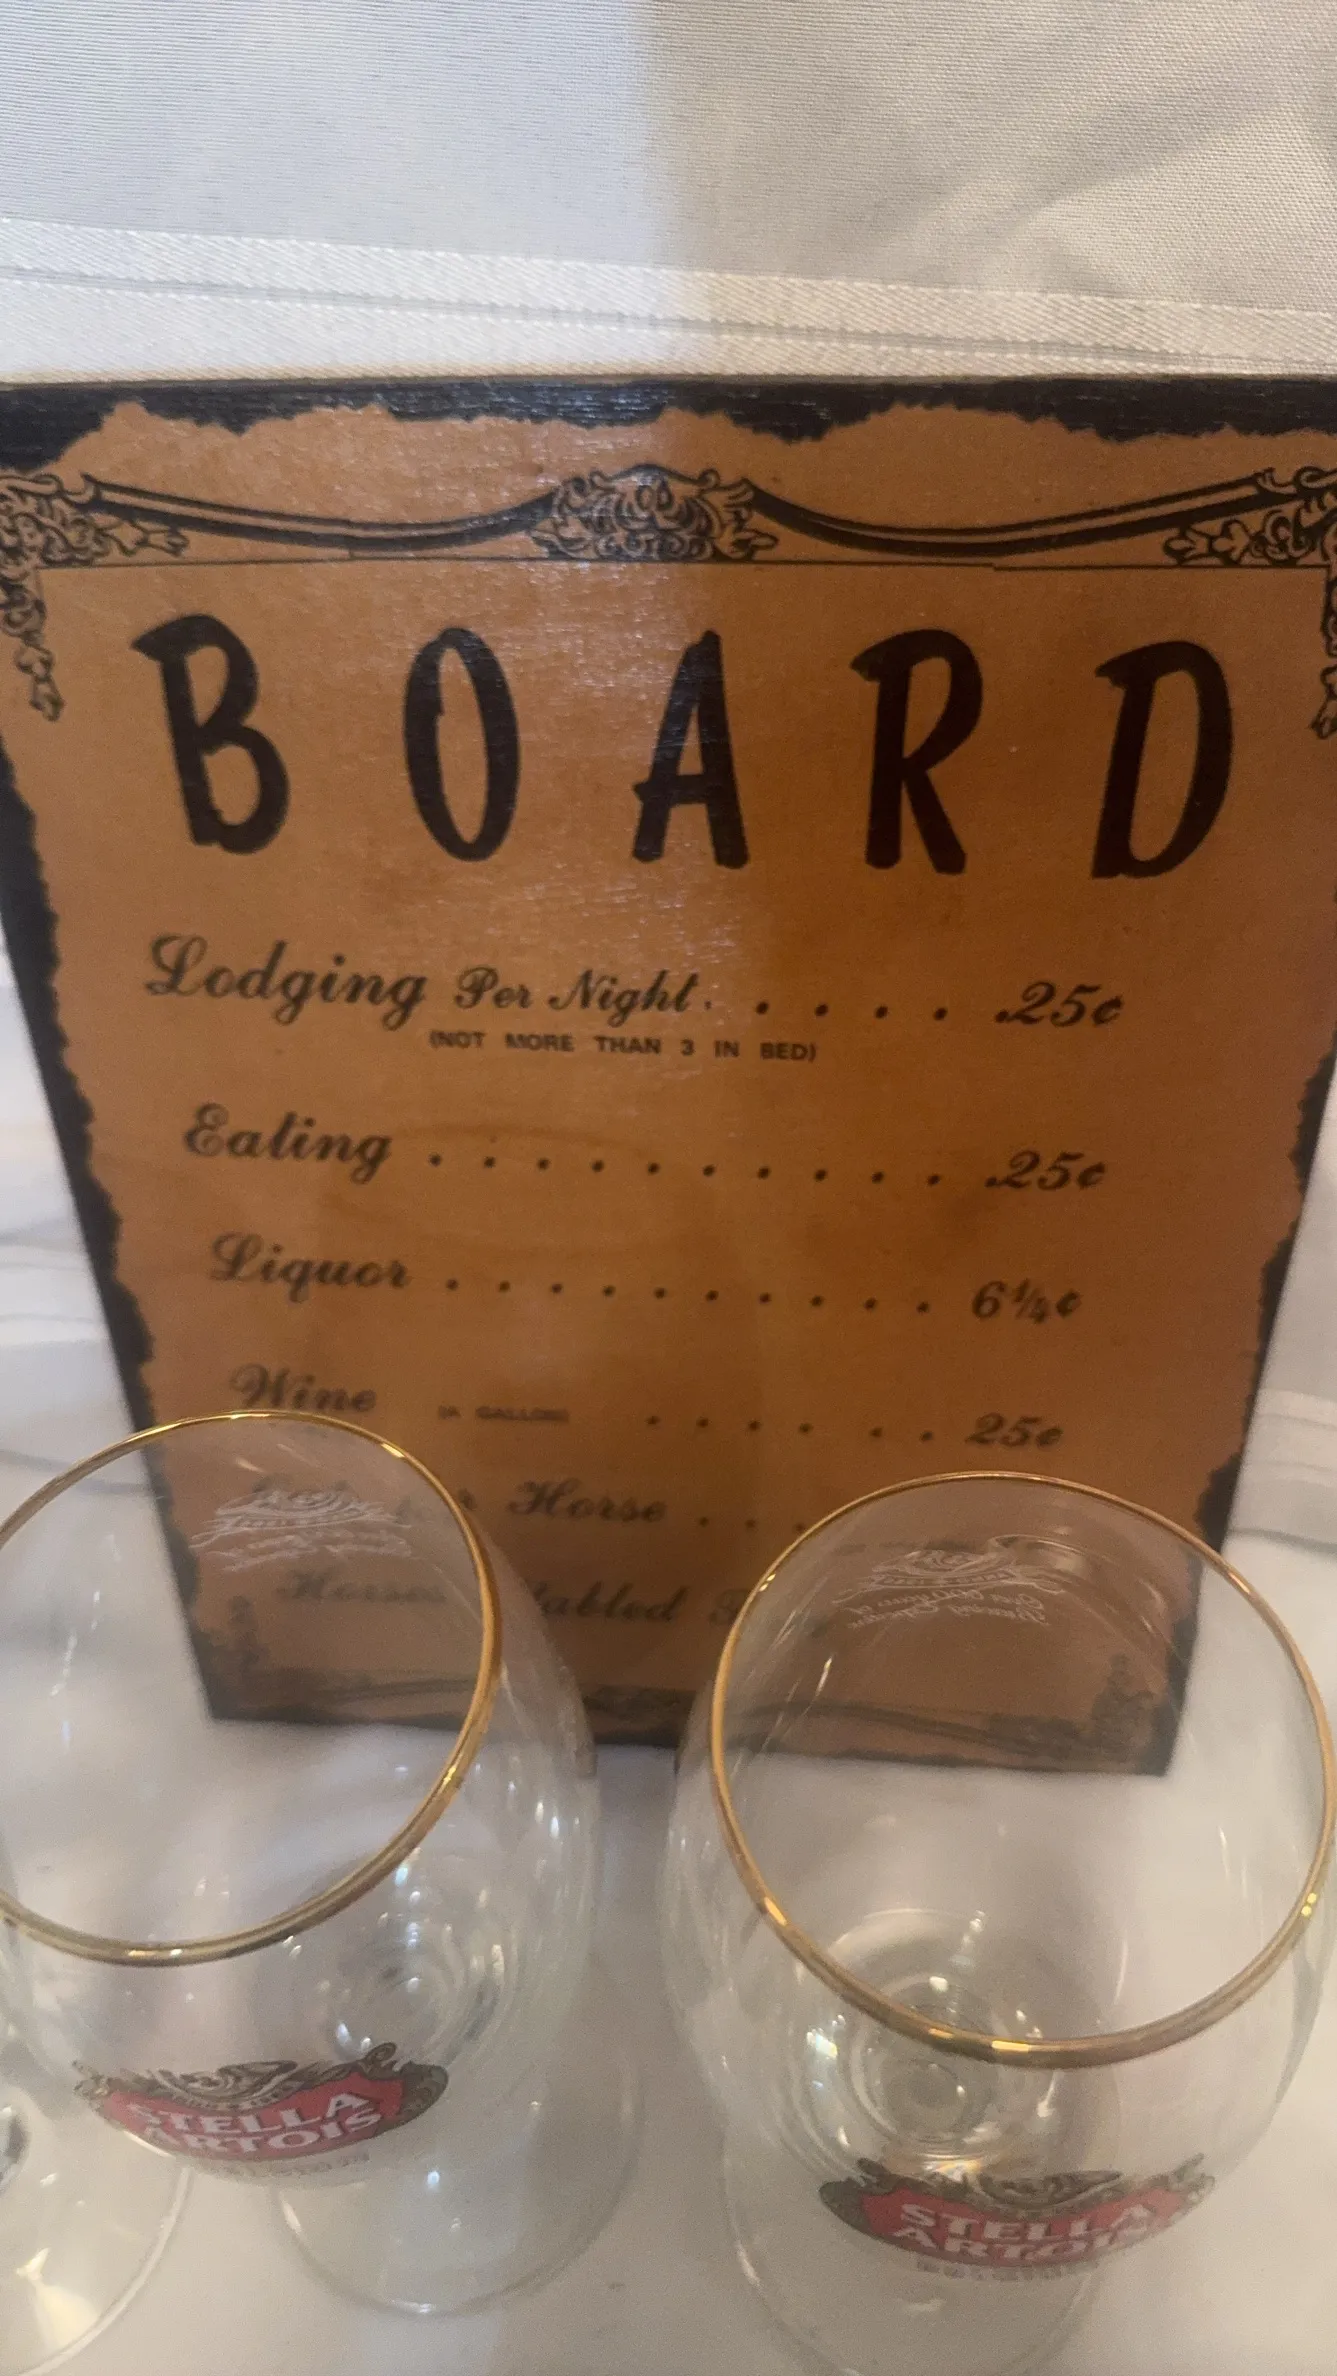 BOARD
Lodging Per Night . . . . . .25¢
(NOT MORE THAN 3 IN BED)
Eating . . . . . . . . . . .25¢
Liquor . . . . . . . . . . 6¼¢
Wine (A GALLON) . . . . . . 25¢
Horse . . .
Horses
STELLA
ARTOIS
STELLA
ARTOIS